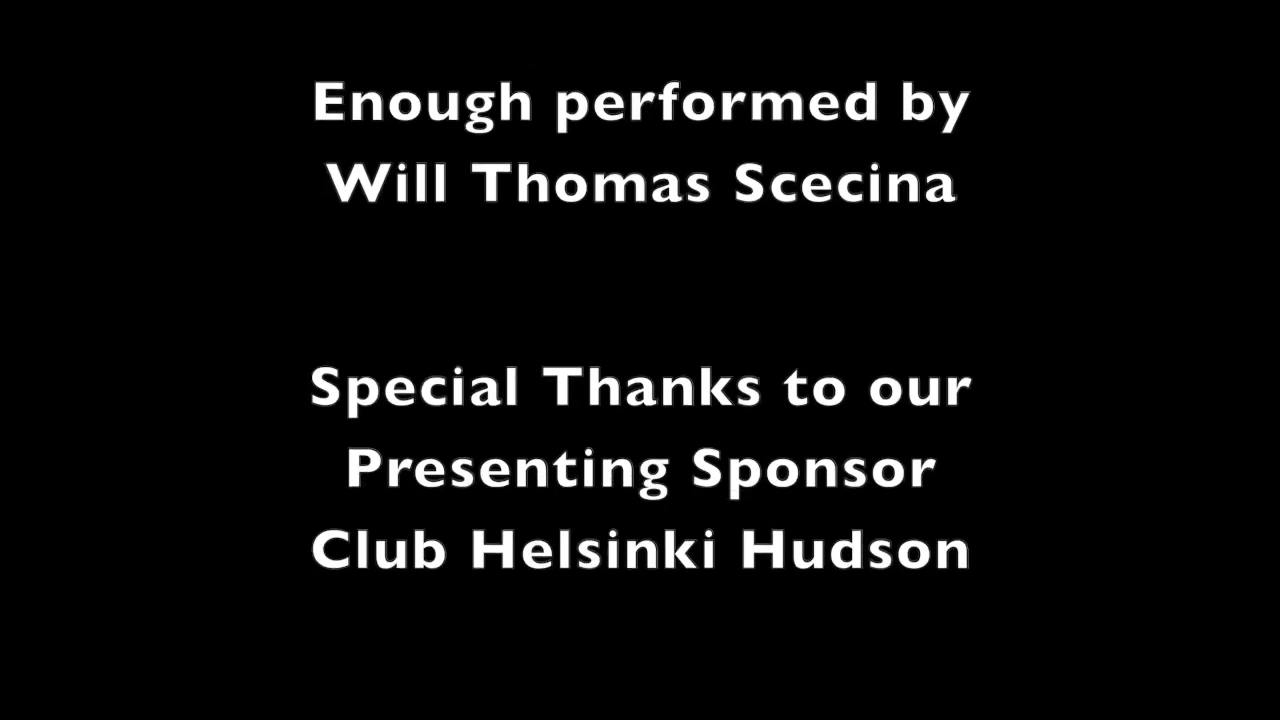 Enough performed by
Will Thomas Scecina
Special Thanks to our
Presenting Sponsor
Club Helsinki Hudson